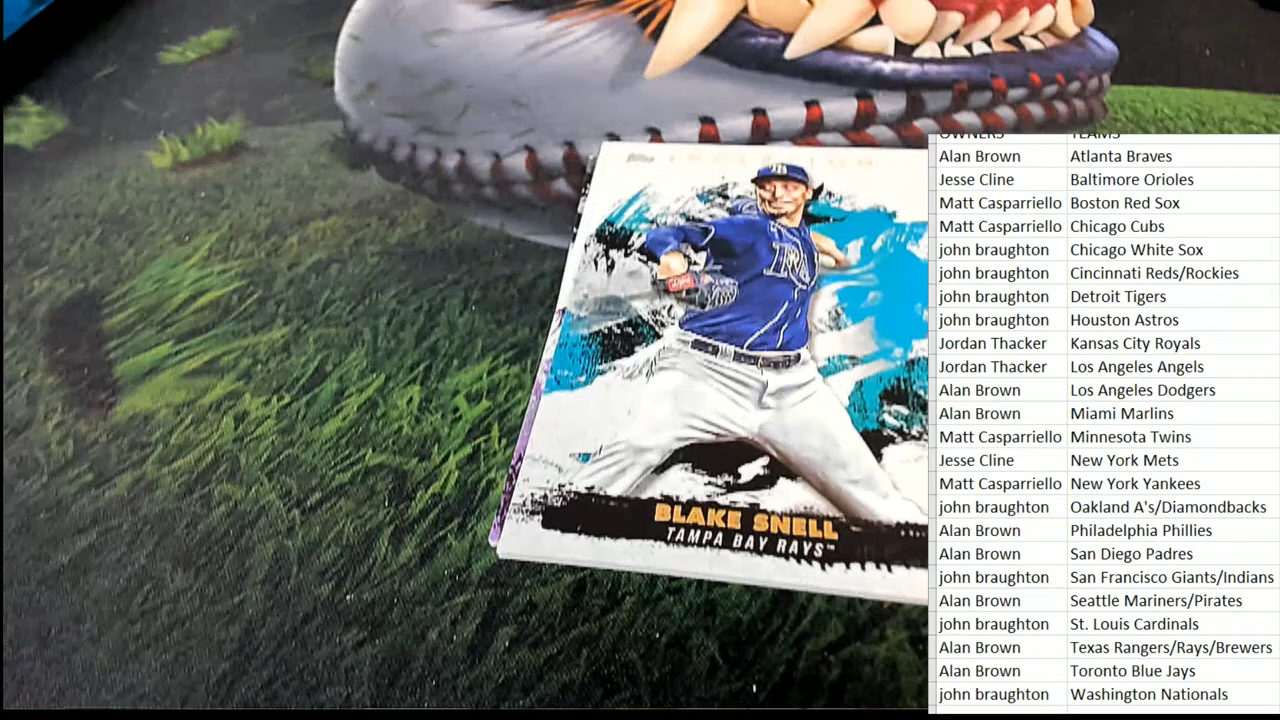 BLAKE SNELL
TAMPA BAY RAYS™
OWNERS TEAMS
Alan Brown Atlanta Braves
Jesse Cline Baltimore Orioles
Matt Casparriello Boston Red Sox
Matt Casparriello Chicago Cubs
john braughton Chicago White Sox
john braughton Cincinnati Reds/Rockies
john braughton Detroit Tigers
john braughton Houston Astros
Jordan Thacker Kansas City Royals
Jordan Thacker Los Angeles Angels
Alan Brown Los Angeles Dodgers
Alan Brown Miami Marlins
Matt Casparriello Minnesota Twins
Jesse Cline New York Mets
Matt Casparriello New York Yankees
john braughton Oakland A's/Diamondbacks
Alan Brown Philadelphia Phillies
Alan Brown San Diego Padres
john braughton San Francisco Giants/Indians
Alan Brown Seattle Mariners/Pirates
john braughton St. Louis Cardinals
Alan Brown Texas Rangers/Rays/Brewers
Alan Brown Toronto Blue Jays
john braughton Washington Nationals